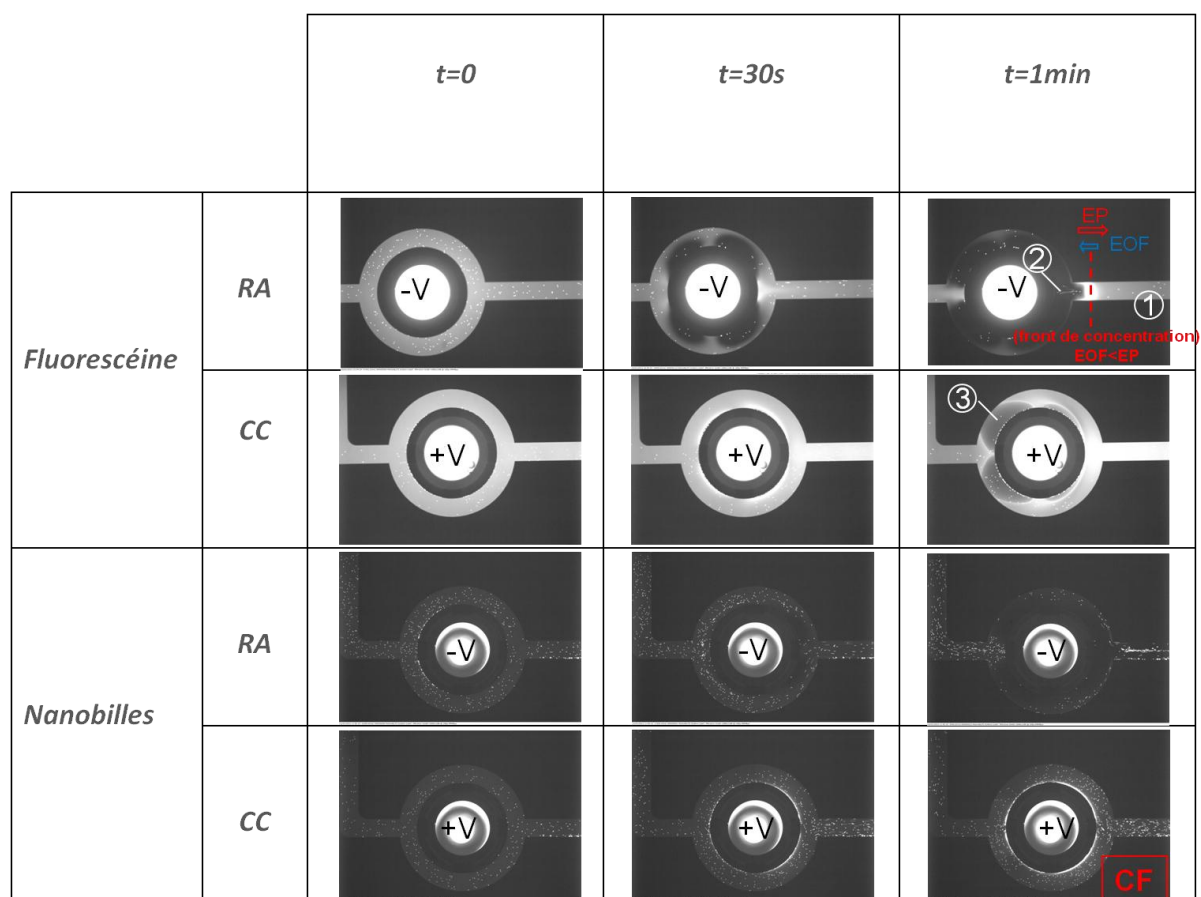 t=0
t=30s
t=1min
Fluorescéine
RA
-V
-V
EP
EOF
②
-V
①
(front de concentration)
EOF<EP
CC
+V
+V
③
+V
Nanobilles
RA
-V
-V
-V
CC
+V
+V
+V
CF